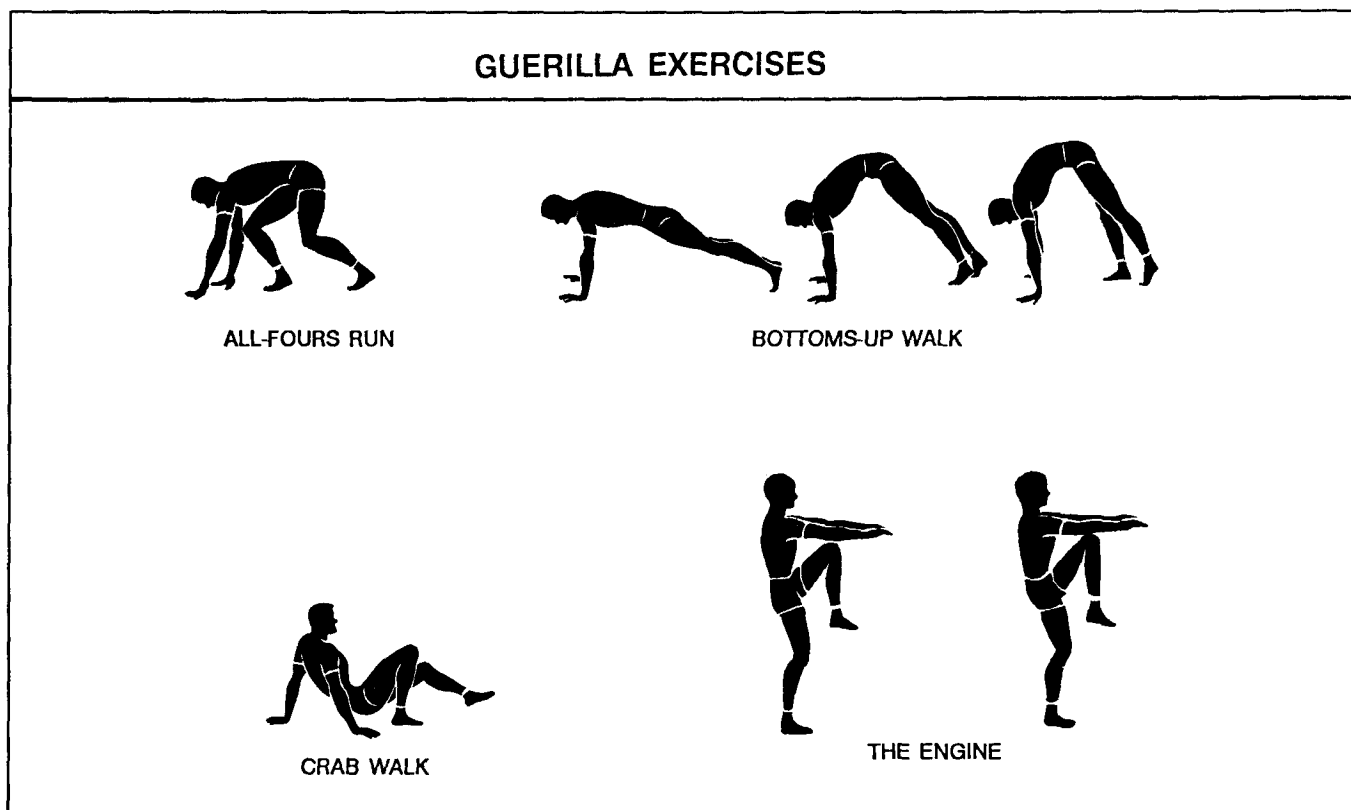 GUERILLA EXERCISES
ALL-FOURS RUN
BOTTOMS-UP WALK
CRAB WALK
THE ENGINE